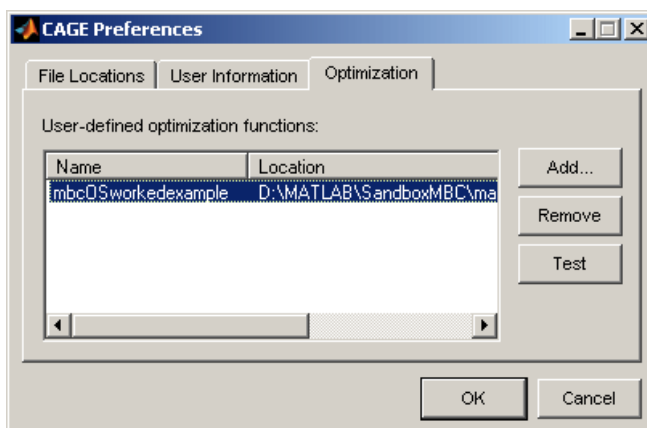 CAGE Preferences
File Locations User Information Optimization
User-defined optimization functions:
Name Location
mbcOSworkedexample D:\MATLAB\SandboxMBC\ma
Add...
Remove
Test
OK Cancel